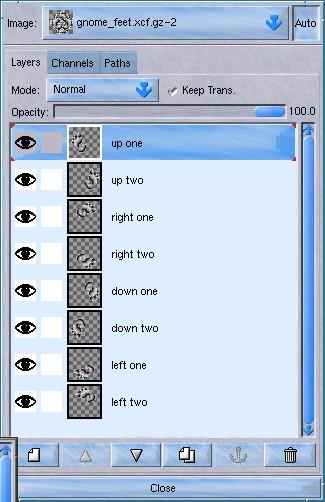 Image: gnome_feet.xcf.gz-2 Auto
Layers Channels Paths
Mode: Normal Keep Trans.
Opacity: 100.0
up one
up two
right one
right two
down one
down two
left one
left two
Close